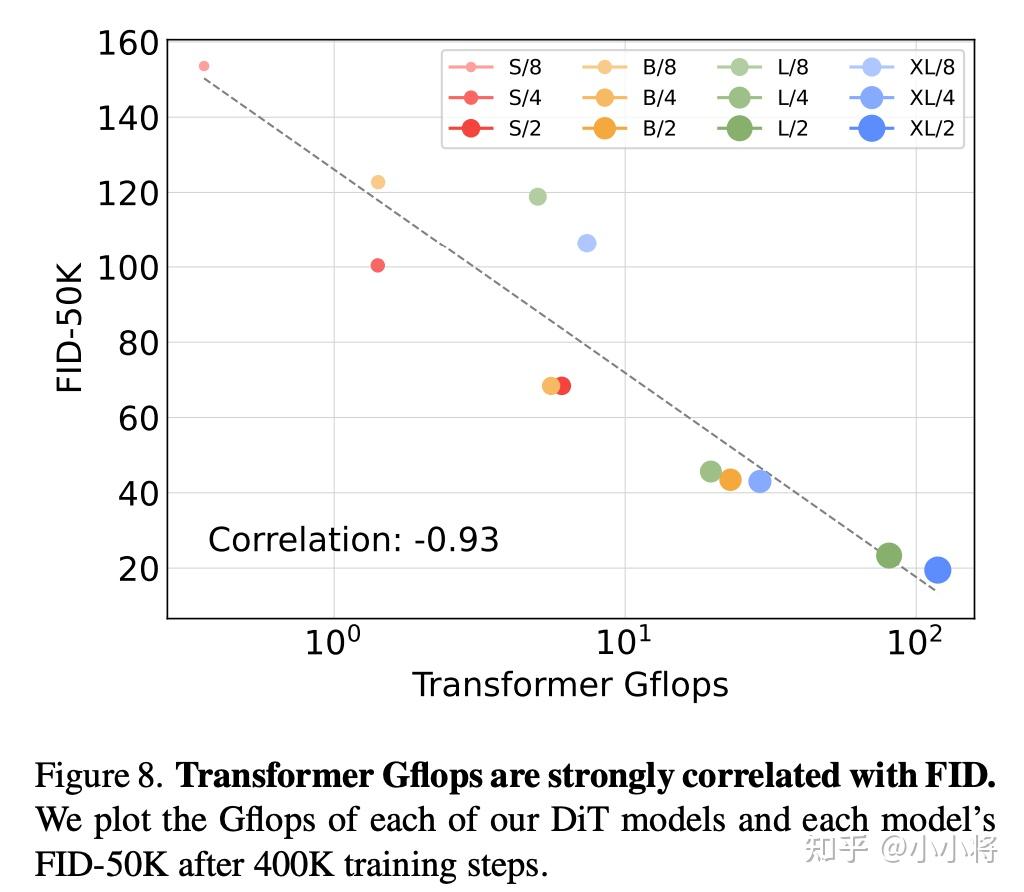 160
140
120
100
80
60
40
20
FID-50K
S/8 B/8 L/8 XL/8
S/4 B/4 L/4 XL/4
S/2 B/2 L/2 XL/2
Correlation: -0.93
10⁰ 10¹ 10²
Transformer Gflops
Figure 8. Transformer Gflops are strongly correlated with FID.
We plot the Gflops of each of our DiT models and each model's
FID-50K after 400K training steps.
知乎 @小小将